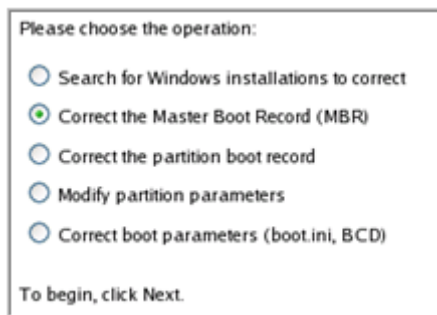 Please choose the operation:
Search for Windows installations to correct
Correct the Master Boot Record (MBR)
Correct the partition boot record
Modify partition parameters
Correct boot parameters (boot.ini, BCD)
To begin, click Next.